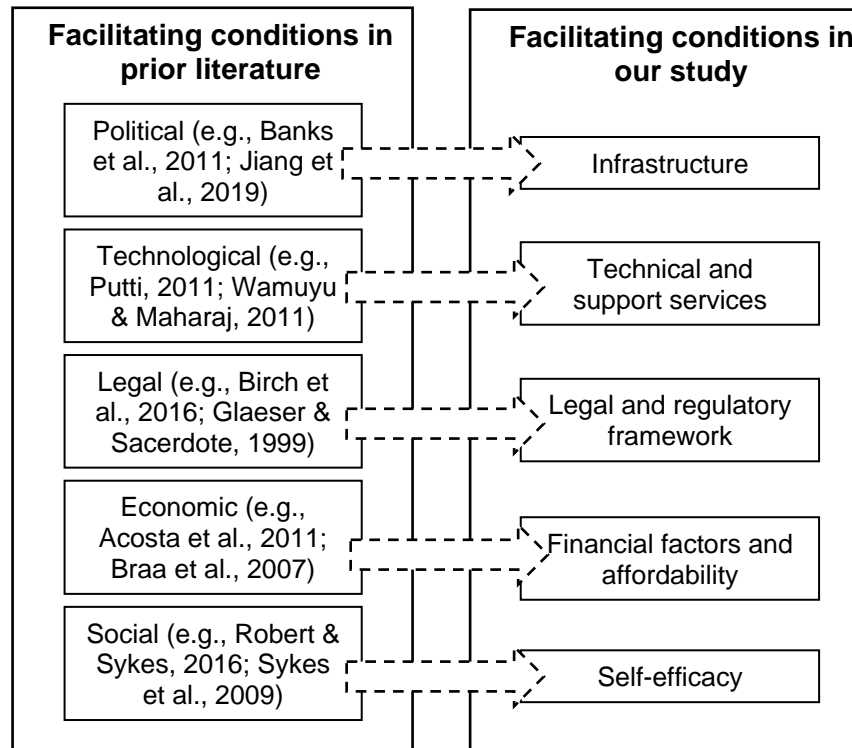 Facilitating conditions in
prior literature
Political (e.g., Banks
et al., 2011; Jiang et
al., 2019)
Technological (e.g.,
Putti, 2011; Wamuyu
& Maharaj, 2011)
Legal (e.g., Birch et
al., 2016; Glaeser &
Sacerdote, 1999)
Economic (e.g.,
Acosta et al., 2011;
Braa et al., 2007)
Social (e.g., Robert &
Sykes, 2016; Sykes
et al., 2009)
Facilitating conditions in
our study
Infrastructure
Technical and
support services
Legal and regulatory
framework
Financial factors and
affordability
Self-efficacy